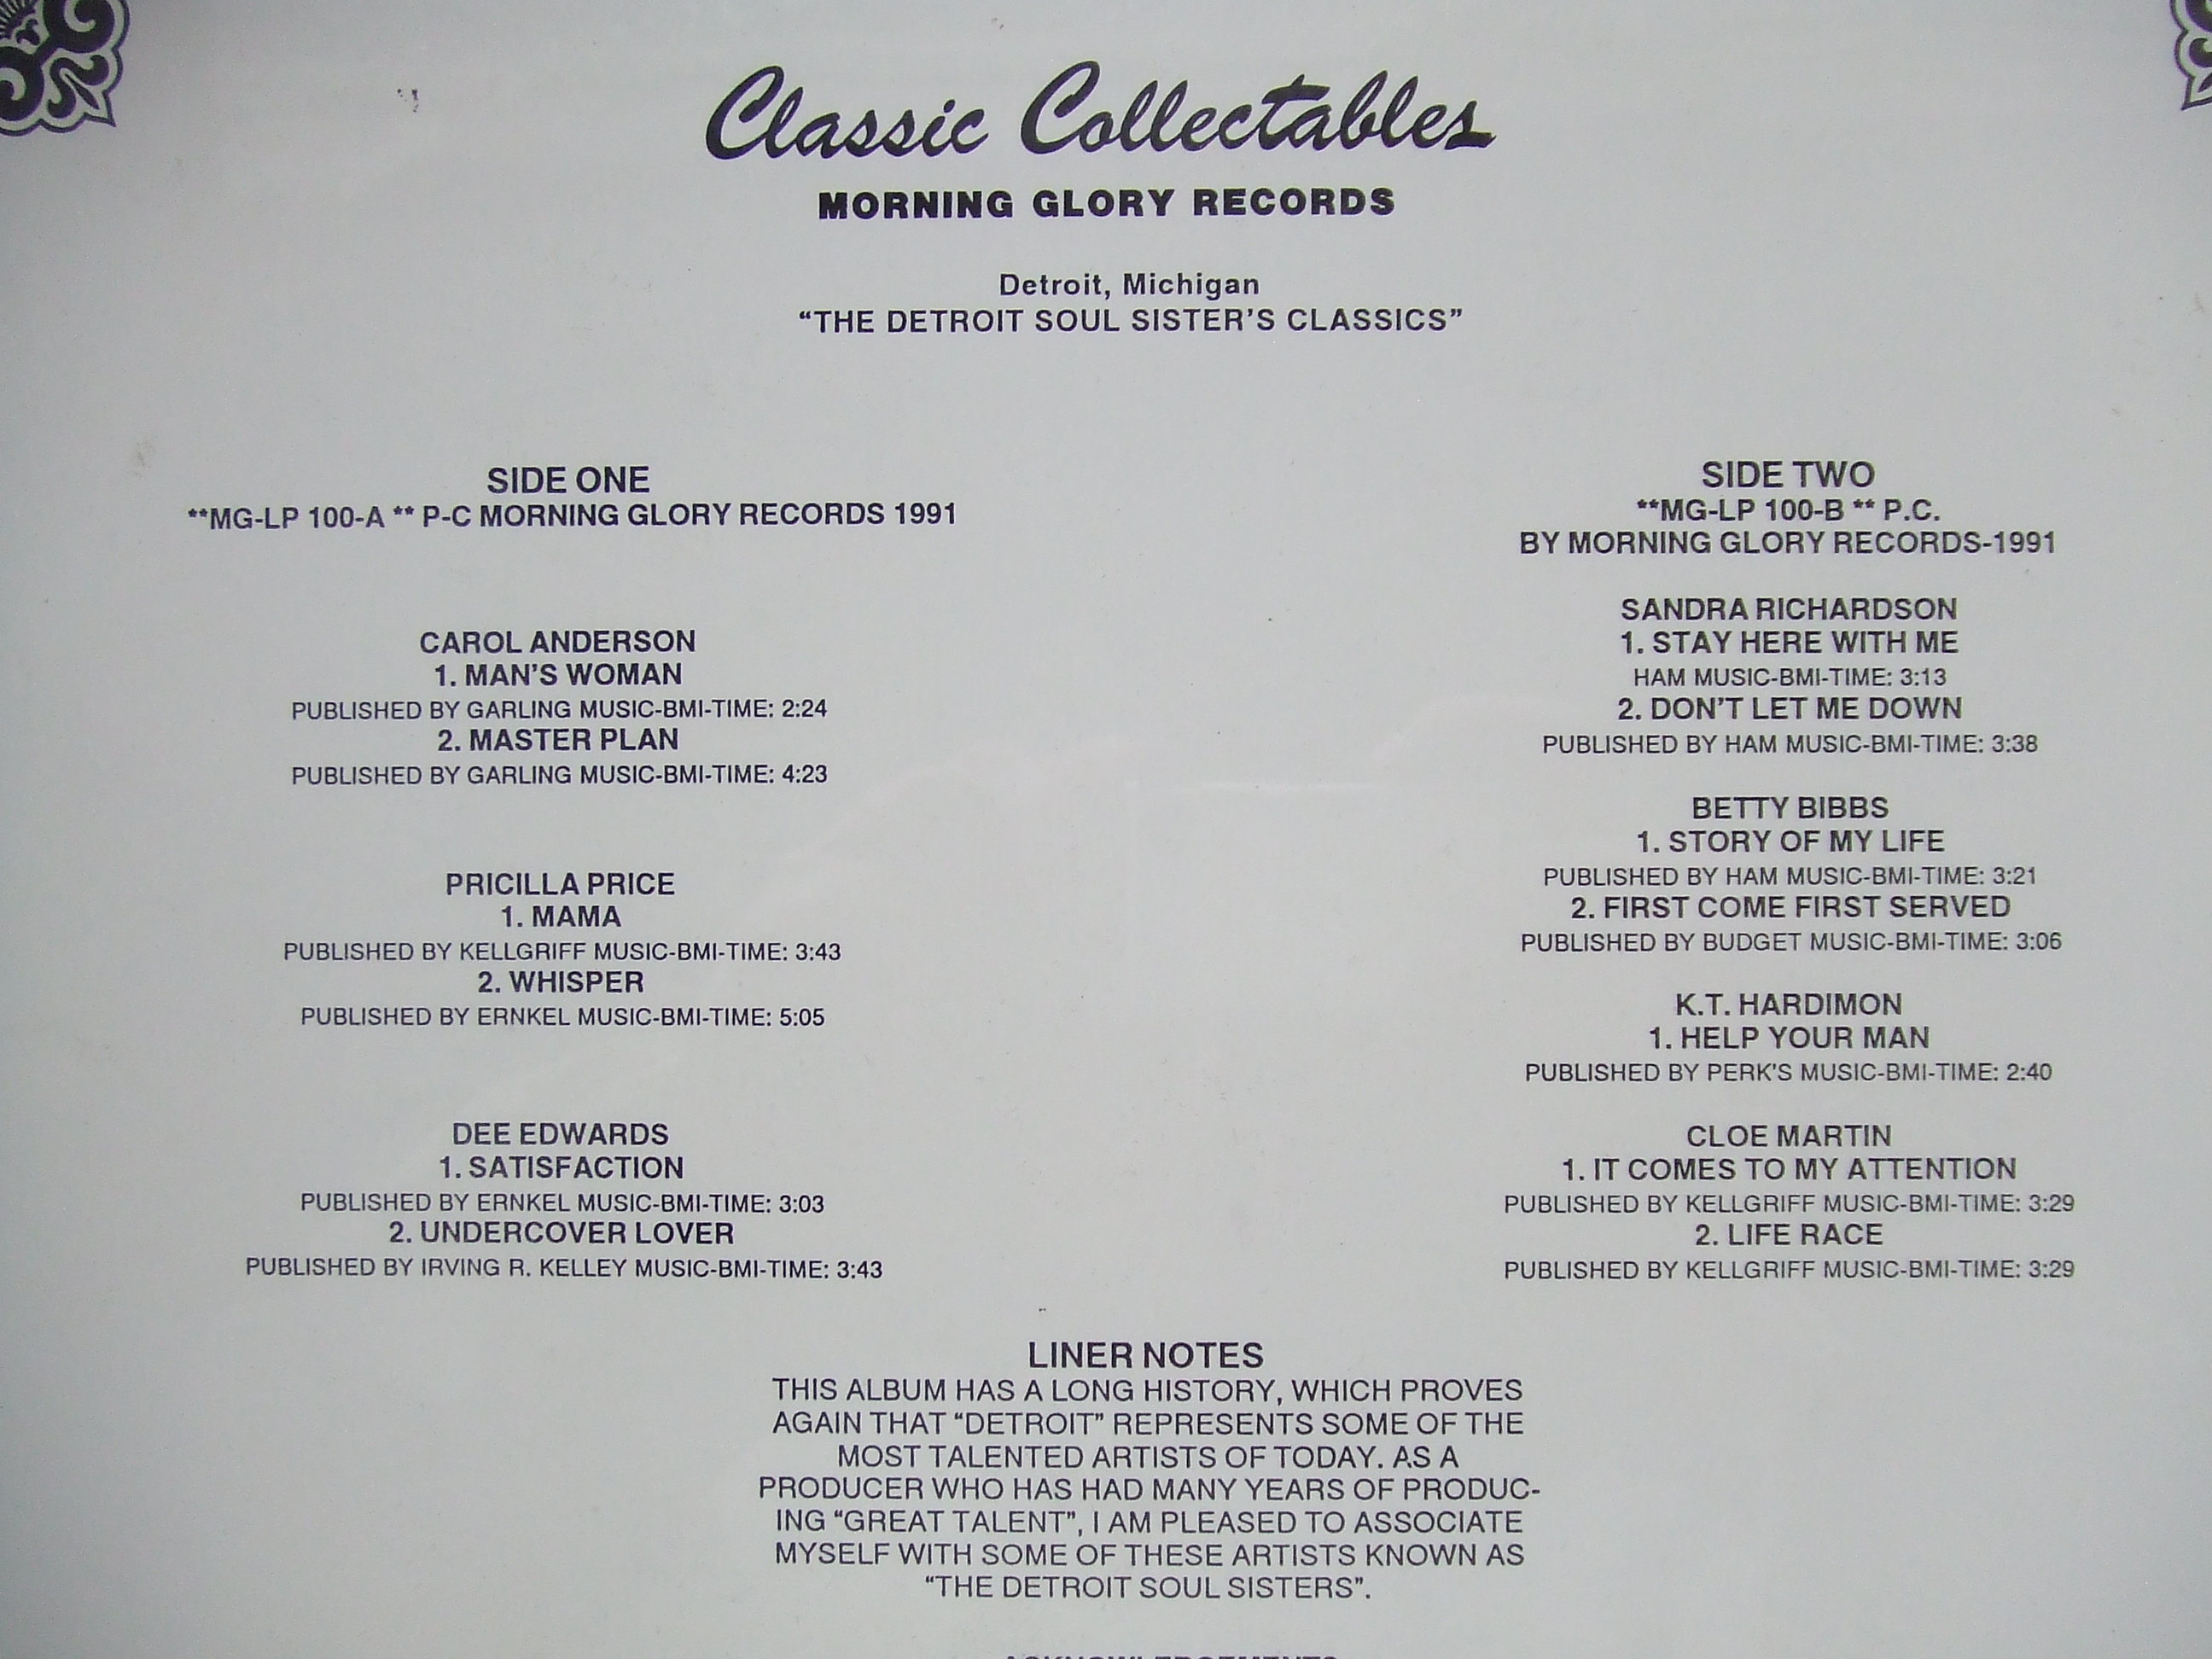 Classic Collectables
MORNING GLORY RECORDS
Detroit, Michigan
“THE DETROIT SOUL SISTER’S CLASSICS”
SIDE ONE
**MG-LP 100-A ** P-C MORNING GLORY RECORDS 1991
CAROL ANDERSON
1. MAN’S WOMAN
PUBLISHED BY GARLING MUSIC-BMI-TIME: 2:24
2. MASTER PLAN
PUBLISHED BY GARLING MUSIC-BMI-TIME: 4:23
PRICILLA PRICE
1. MAMA
PUBLISHED BY KELLGRIFF MUSIC-BMI-TIME: 3:43
2. WHISPER
PUBLISHED BY ERNKEL MUSIC-BMI-TIME: 5:05
DEE EDWARDS
1. SATISFACTION
PUBLISHED BY ERNKEL MUSIC-BMI-TIME: 3:03
2. UNDERCOVER LOVER
PUBLISHED BY IRVING R. KELLEY MUSIC-BMI-TIME: 3:43
SIDE TWO
**MG-LP 100-B ** P.C.
BY MORNING GLORY RECORDS-1991
SANDRA RICHARDSON
1. STAY HERE WITH ME
HAM MUSIC-BMI-TIME: 3:13
2. DON’T LET ME DOWN
PUBLISHED BY HAM MUSIC-BMI-TIME: 3:38
BETTY BIBBS
1. STORY OF MY LIFE
PUBLISHED BY HAM MUSIC-BMI-TIME: 3:21
2. FIRST COME FIRST SERVED
PUBLISHED BY BUDGET MUSIC-BMI-TIME: 3:06
K.T. HARDIMON
1. HELP YOUR MAN
PUBLISHED BY PERK’S MUSIC-BMI-TIME: 2:40
CLOE MARTIN
1. IT COMES TO MY ATTENTION
PUBLISHED BY KELLGRIFF MUSIC-BMI-TIME: 3:29
2. LIFE RACE
PUBLISHED BY KELLGRIFF MUSIC-BMI-TIME: 3:29
LINER NOTES
THIS ALBUM HAS A LONG HISTORY, WHICH PROVES
AGAIN THAT “DETROIT” REPRESENTS SOME OF THE
MOST TALENTED ARTISTS OF TODAY. AS A
PRODUCER WHO HAS HAD MANY YEARS OF PRODUC-
ING “GREAT TALENT”, I AM PLEASED TO ASSOCIATE
MYSELF WITH SOME OF THESE ARTISTS KNOWN AS
“THE DETROIT SOUL SISTERS”.